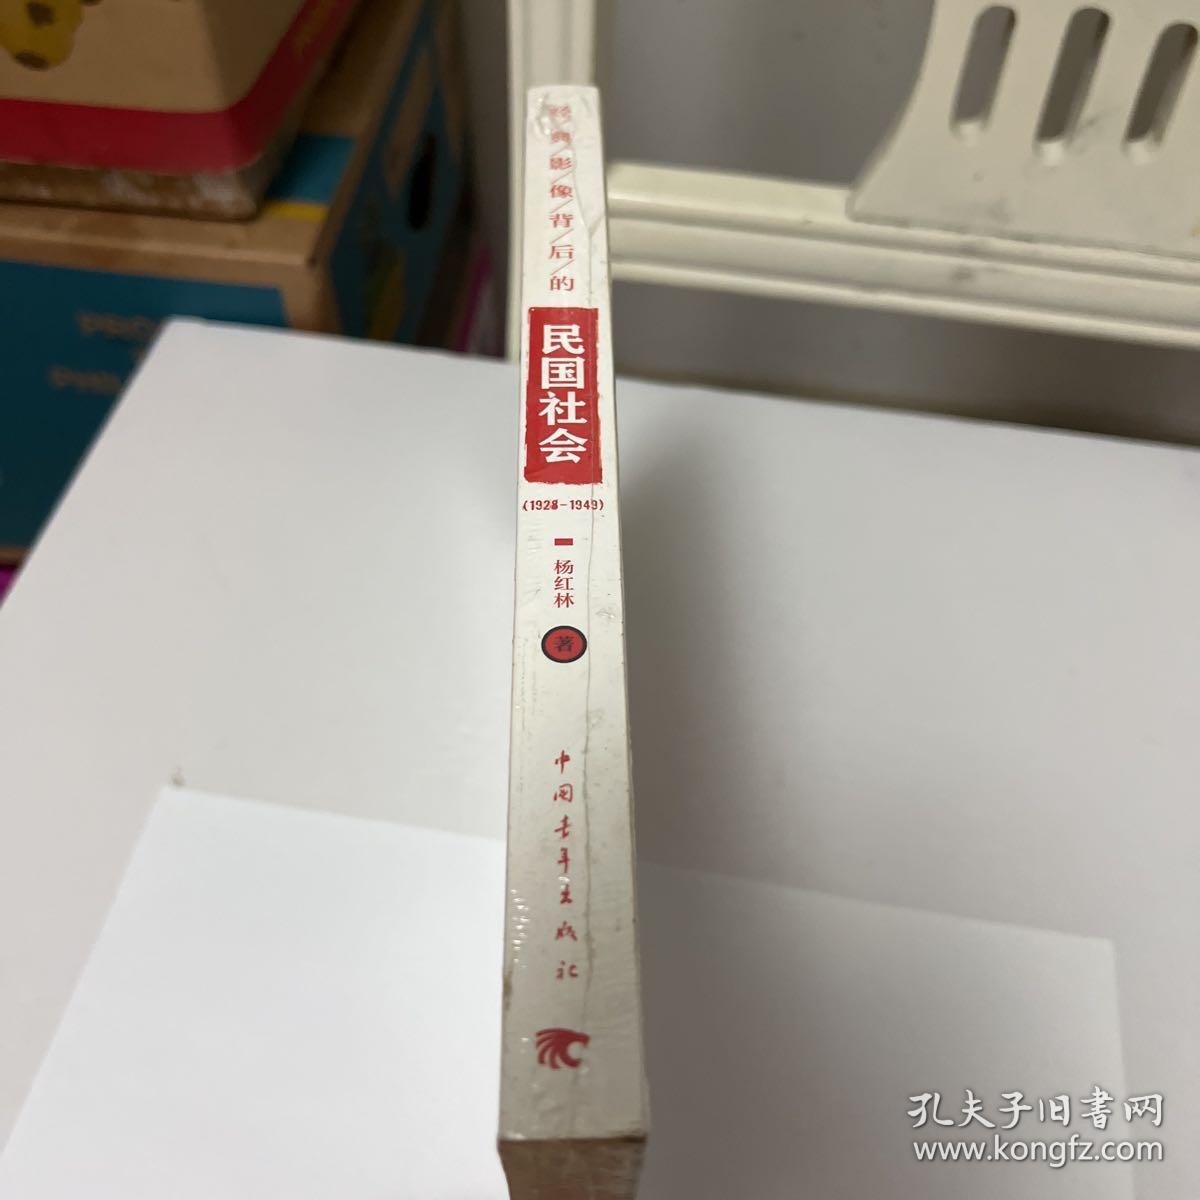 经/典/影/像/背/后/的
民国社会
(1928-1949)
杨红林
著
中国青年出版社
孔夫子旧書网
www.kongfz.com